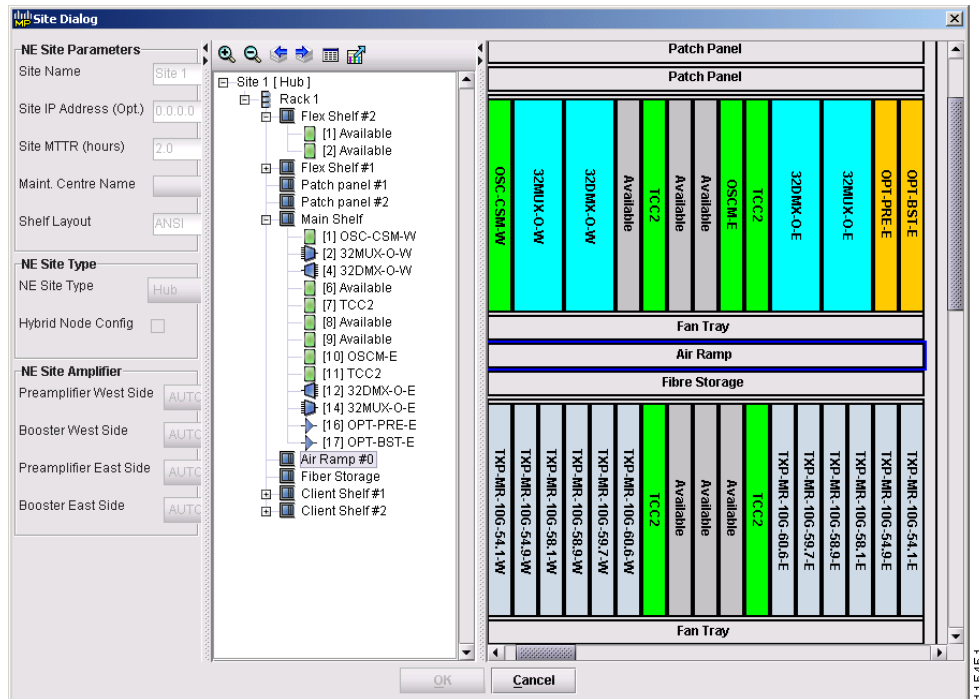 MP Site Dialog
NE Site Parameters
Site Name
Site 1
Site IP Address (Opt.)
0.0.0.0
Site MTTR (hours)
2.0
Maint. Centre Name
Shelf Layout
ANSI
NE Site Type
NE Site Type
Hub
Hybrid Node Config
NE Site Amplifier
Preamplifier West Side
AUTO
Booster West Side
AUTO
Preamplifier East Side
AUTO
Booster East Side
AUTO
Site 1 [ Hub ]
Rack 1
Flex Shelf #2
[1] Available
[2] Available
Flex Shelf #1
Patch panel #1
Patch panel #2
Main Shelf
[1] OSC-CSM-W
[2] 32MUX-O-W
[4] 32DMX-O-W
[6] Available
[7] TCC2
[8] Available
[9] Available
[10] OSCM-E
[11] TCC2
[12] 32DMX-O-E
[14] 32MUX-O-E
[16] OPT-PRE-E
[17] OPT-BST-E
Air Ramp #0
Fiber Storage
Client Shelf #1
Client Shelf #2
Patch Panel
Patch Panel
OSC-CSM-W
32MUX-O-W
32DMX-O-W
Available
TCC2
Available
Available
OSCM-E
TCC2
32DMX-O-E
32MUX-O-E
OPT-PRE-E
OPT-BST-E
Fan Tray
Air Ramp
Fibre Storage
TXP-MR-10G-54.1-W
TXP-MR-10G-54.9-W
TXP-MR-10G-58.1-W
TXP-MR-10G-58.9-W
TXP-MR-10G-59.7-W
TXP-MR-10G-60.6-W
TCC2
Available
Available
Available
TCC2
TXP-MR-10G-60.6-E
TXP-MR-10G-59.7-E
TXP-MR-10G-58.9-E
TXP-MR-10G-58.1-E
TXP-MR-10G-54.9-E
TXP-MR-10G-54.1-E
Fan Tray
OK
Cancel